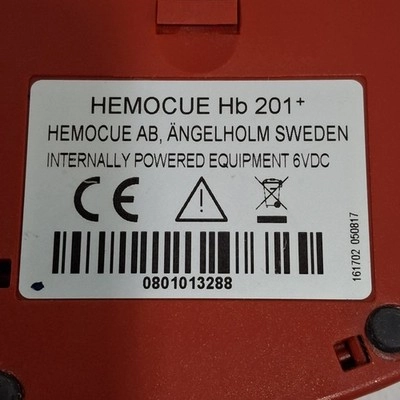 HEMOCUE Hb 201+
HEMOCUE AB, ÄNGELHOLM SWEDEN
INTERNALLY POWERED EQUIPMENT 6VDC
CE
0801013288
161702 050817